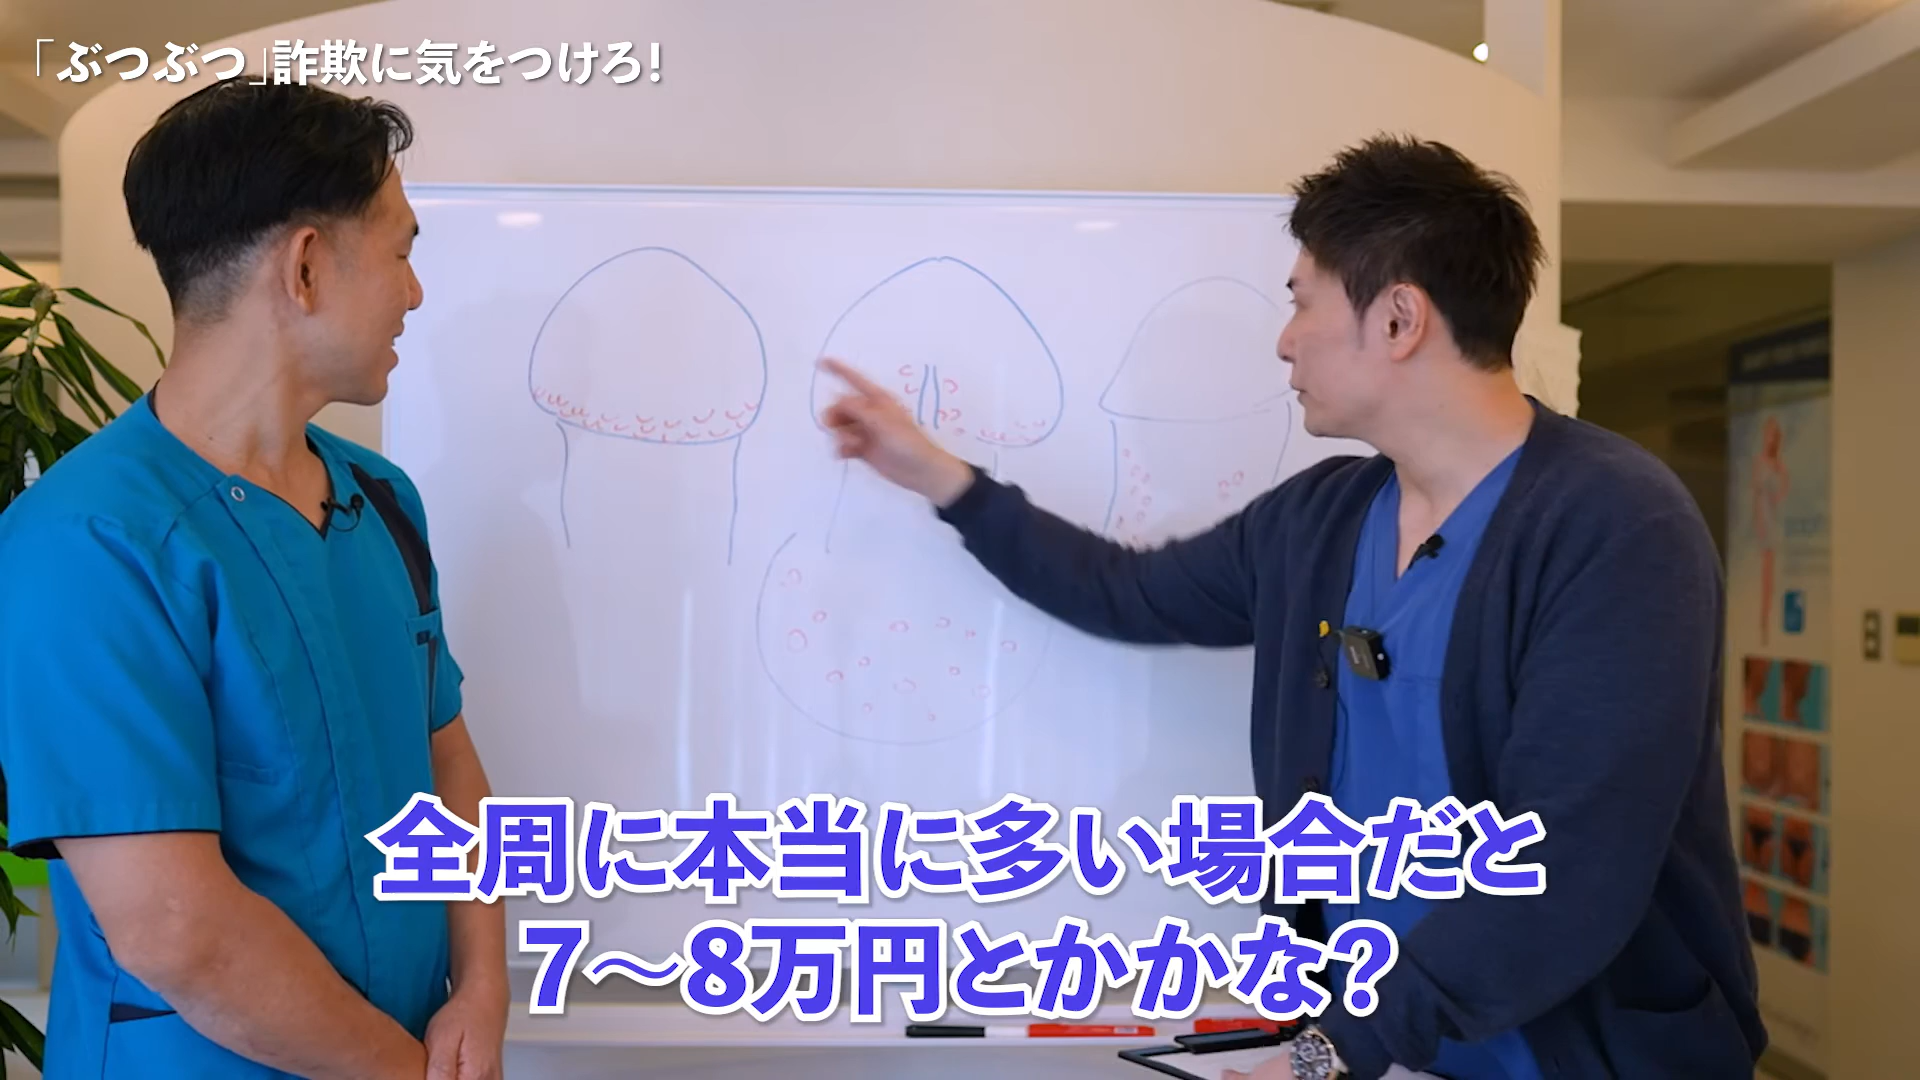 「ぶつぶつ」詐欺に気をつけろ!
全周に本当に多い場合だと
7〜8万円とかかな?